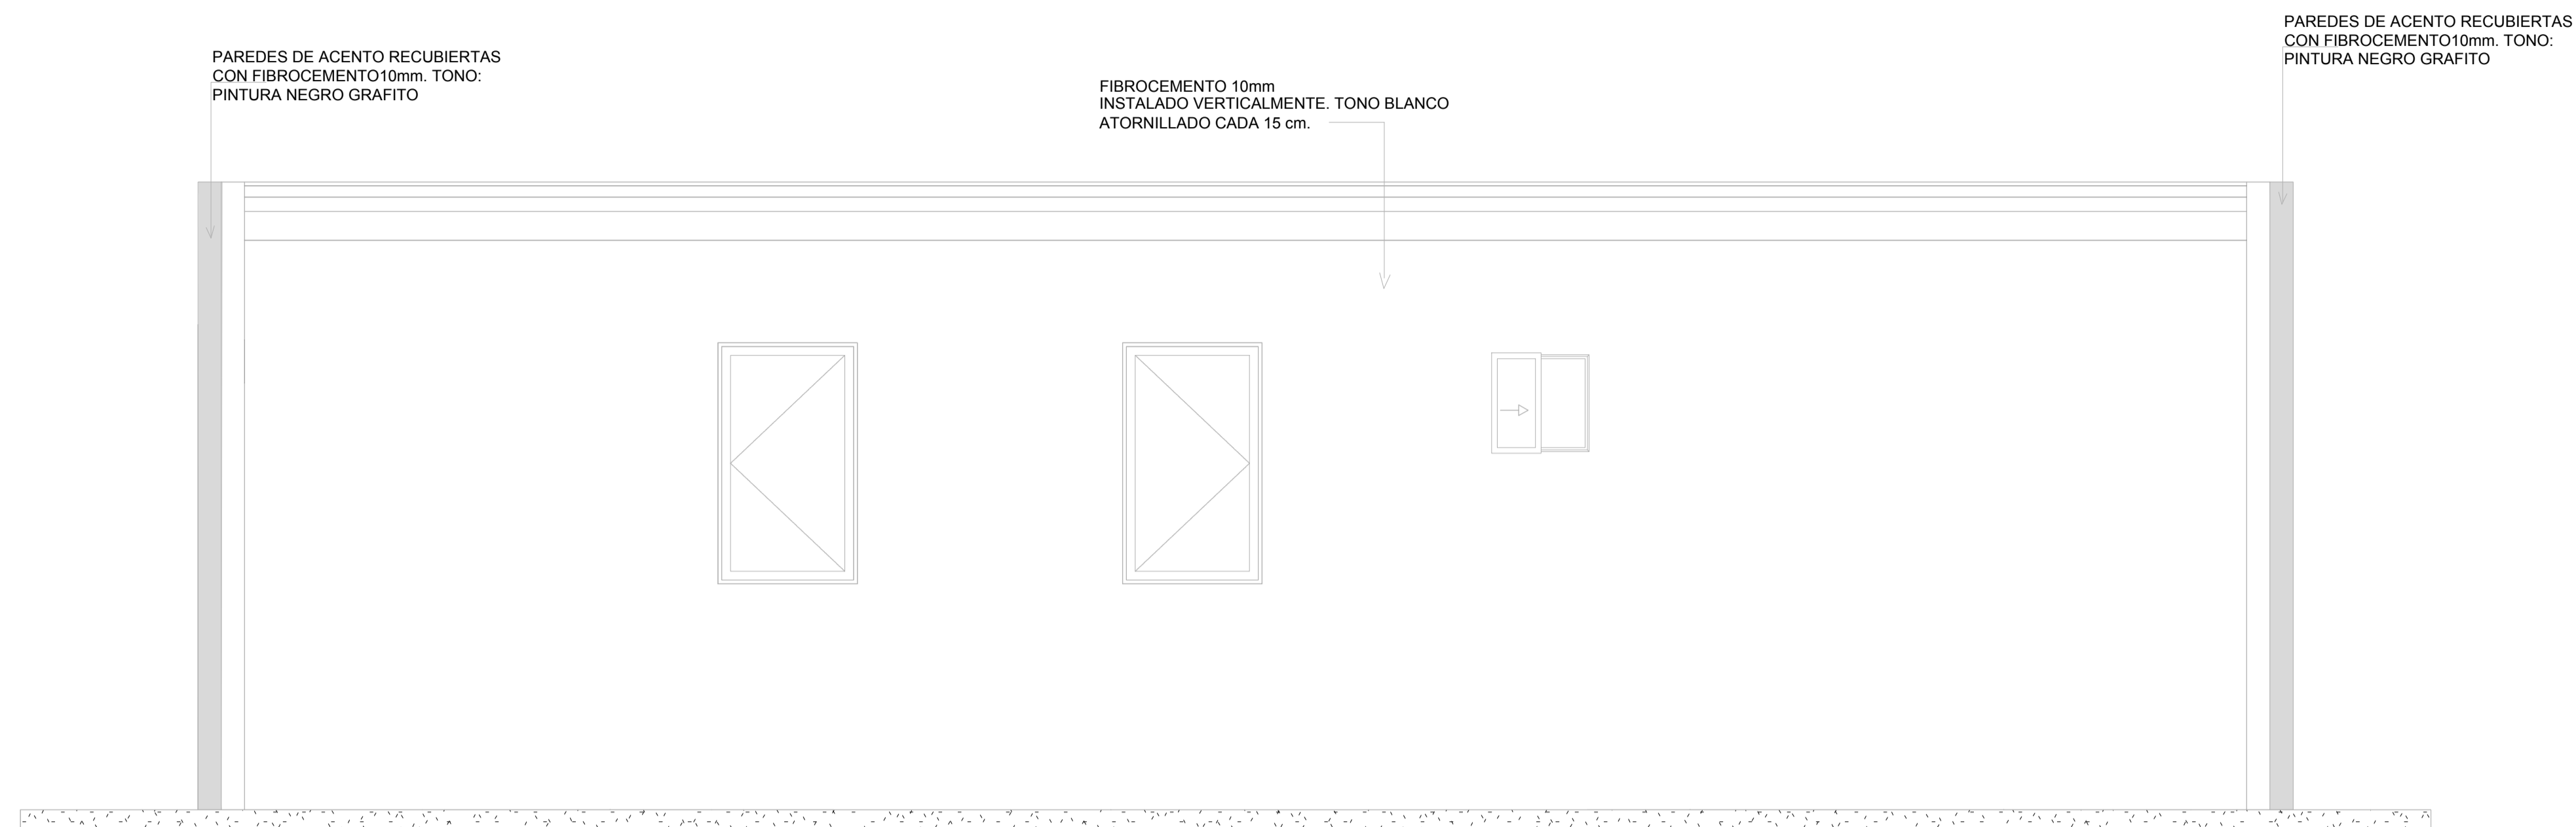 PAREDES DE ACENTO RECUBIERTAS
CON FIBROCEMENTO10mm. TONO:
PINTURA NEGRO GRAFITO
FIBROCEMENTO 10mm
INSTALADO VERTICALMENTE. TONO BLANCO
ATORNILLADO CADA 15 cm.
PAREDES DE ACENTO RECUBIERTAS
CON FIBROCEMENTO10mm. TONO:
PINTURA NEGRO GRAFITO